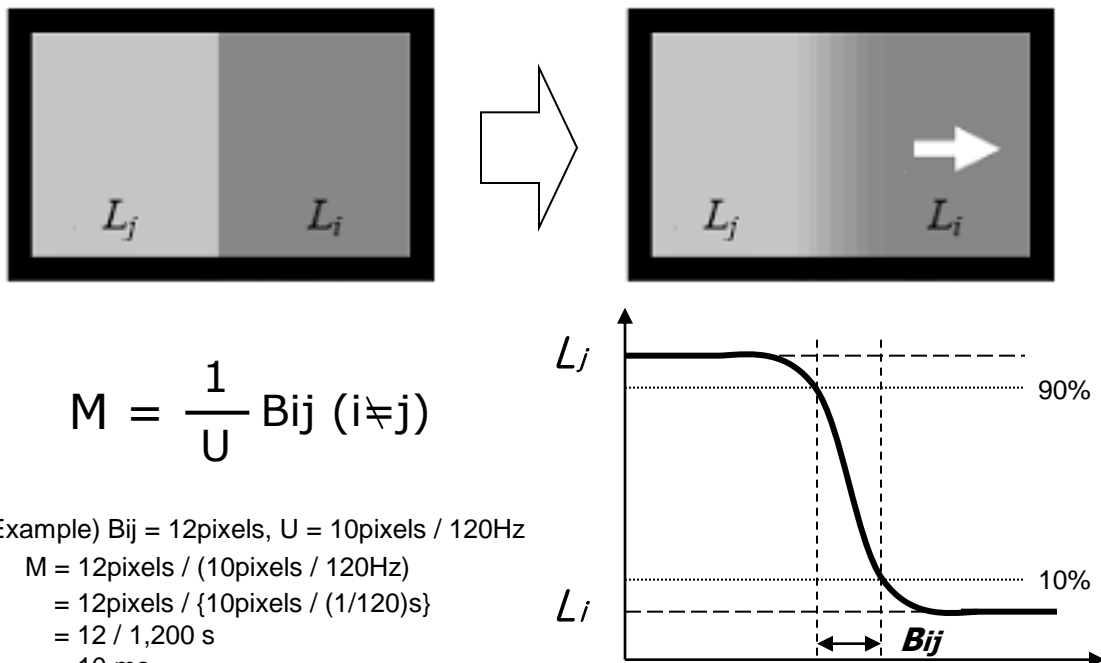 Lj Li
Lj Li
Lj
90%
M = 1/U Bij (i≒j)
Example) Bij = 12pixels, U = 10pixels / 120Hz
M = 12pixels / (10pixels / 120Hz)
= 12pixels / {10pixels / (1/120)s}
10%
= 12 / 1,200 s
Li
Bij